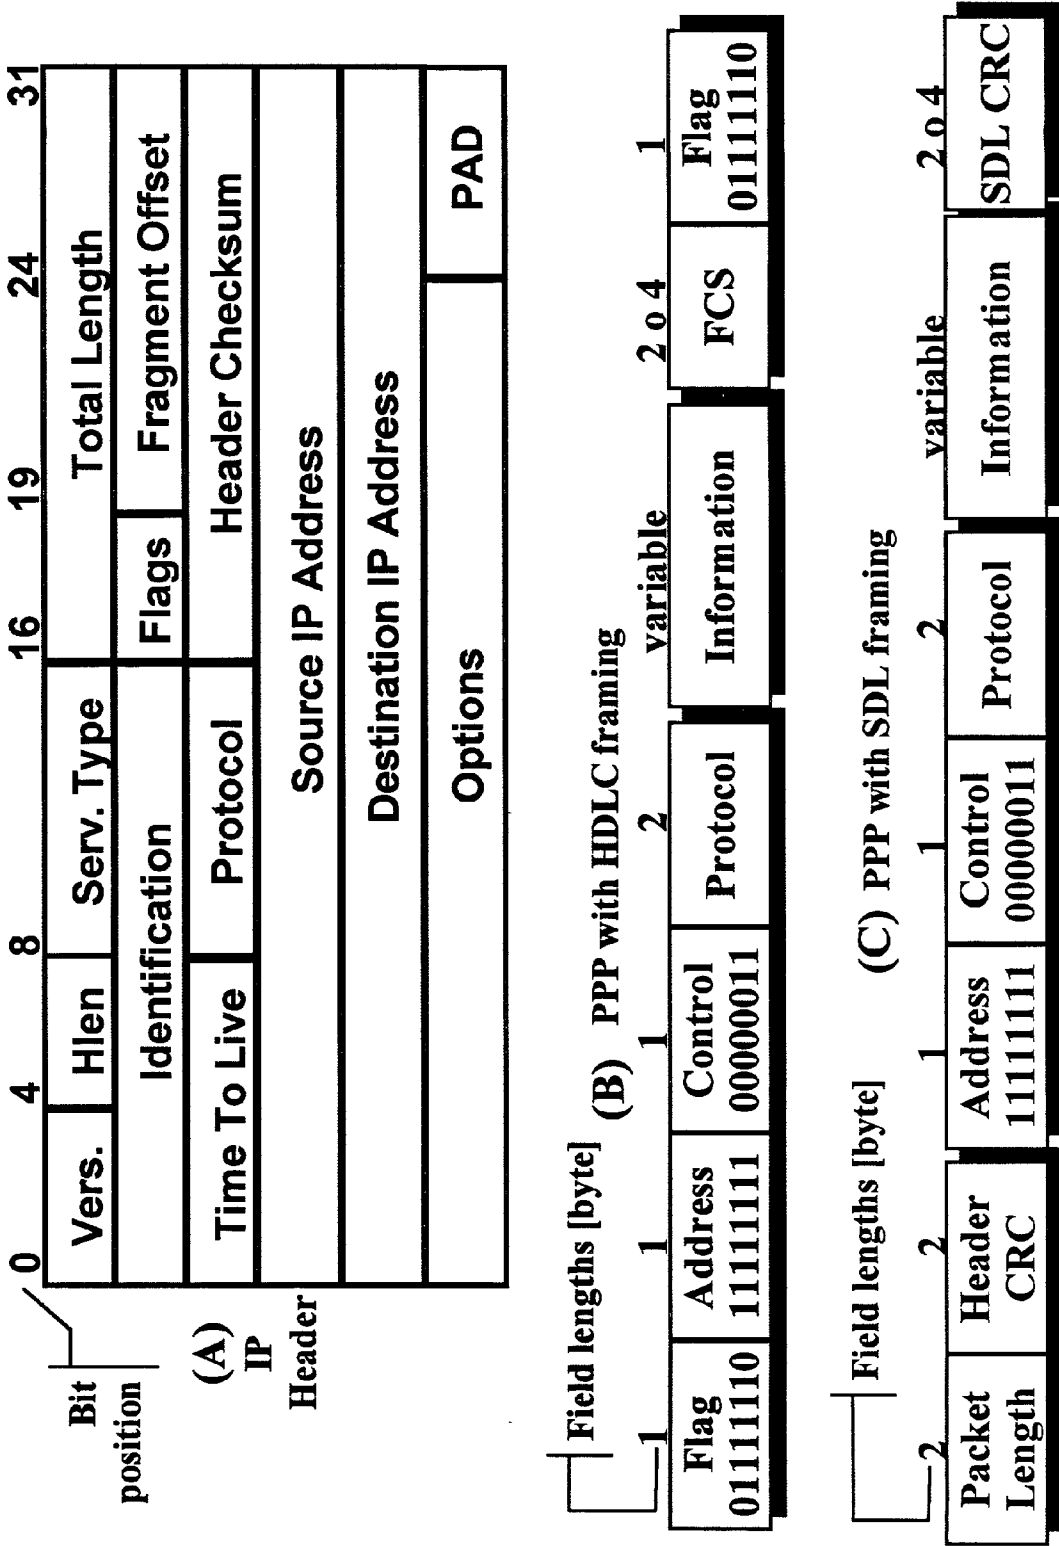 0 4 8 16 19 24 31
Bit
position
Vers. Hlen Serv. Type Total Length
Identification Flags Fragment Offset
Time To Live Protocol Header Checksum
Source IP Address
Destination IP Address
Options PAD
(A)
IP
Header
Field lengths [byte]
(B) PPP with HDLC framing
1 1 1 2 variable 2 o 4 1
Flag
01111110
Address
11111111
Control
00000011
Protocol
Information
FCS
Flag
01111110
Field lengths [byte]
(C) PPP with SDL framing
2 2 1 1 2 variable 2 o 4
Packet
Length
Header
CRC
Address
11111111
Control
00000011
Protocol
Information
SDL CRC